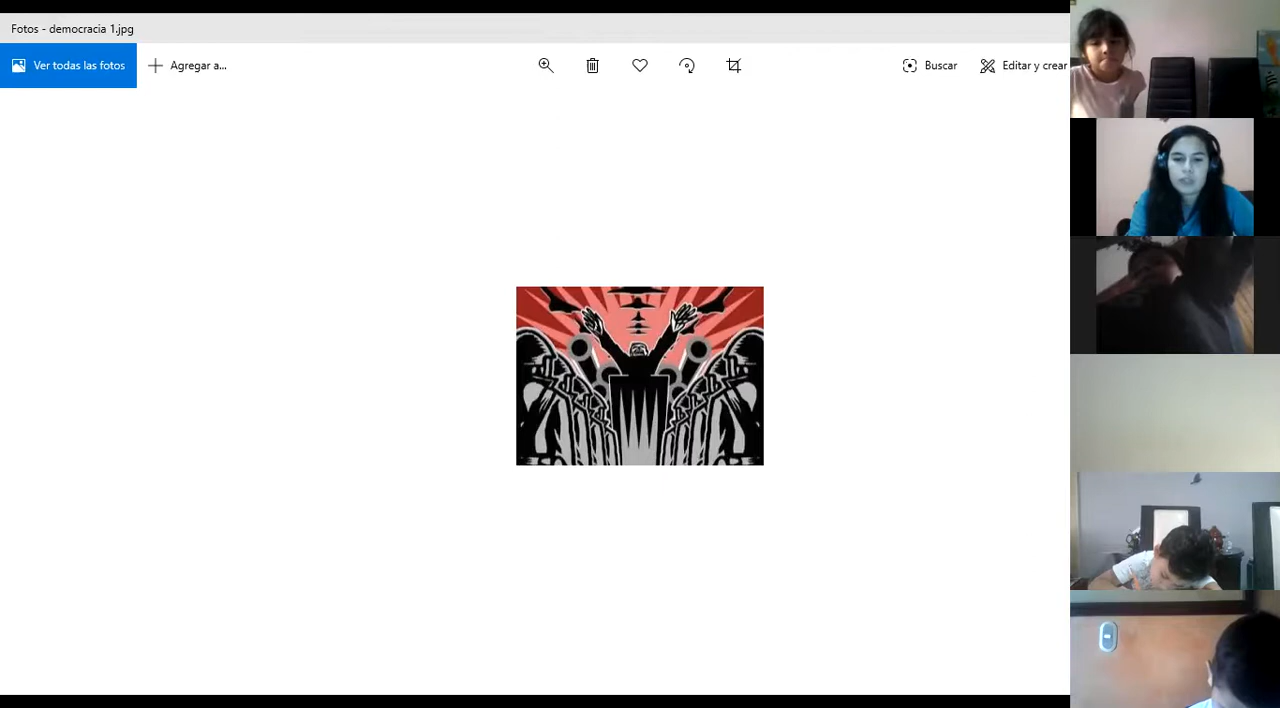 Fotos - democracia 1.jpg
Ver todas las fotos
Agregar a...
Buscar
Editar y crear